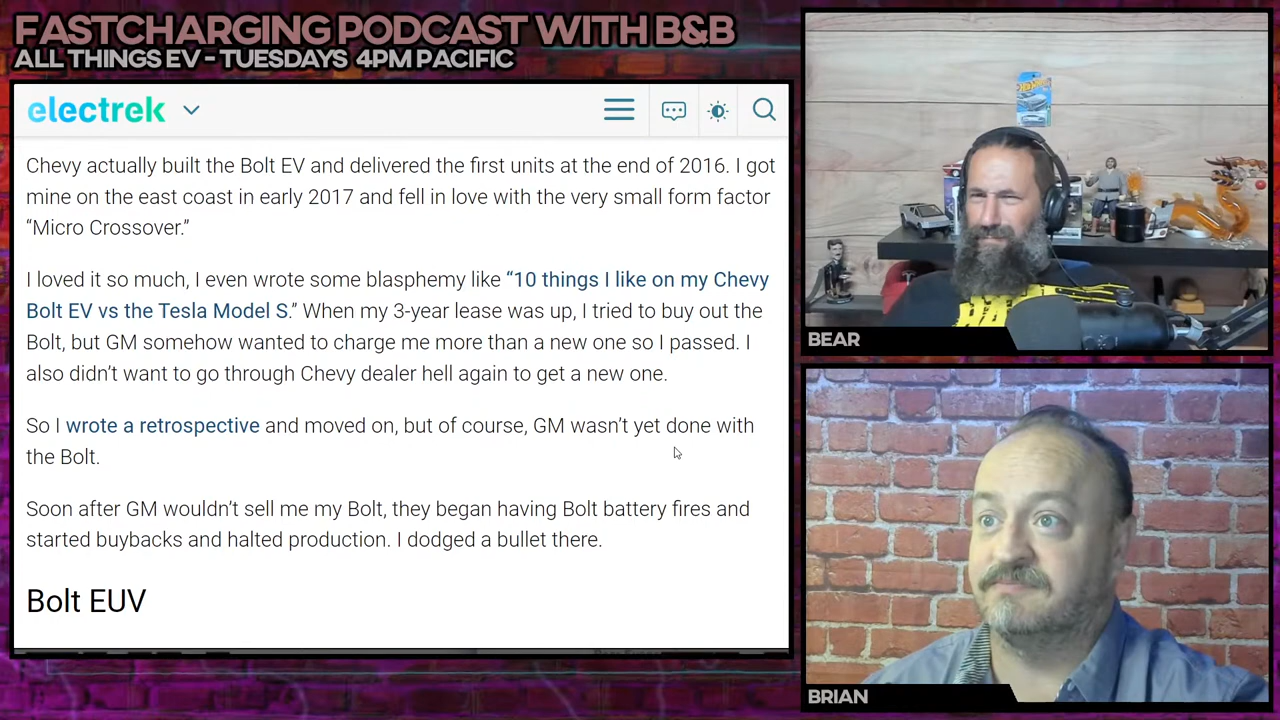 FASTCHARGING PODCAST WITH B&B
ALL THINGS EV - TUESDAYS 4PM PACIFIC
electrek
Chevy actually built the Bolt EV and delivered the first units at the end of 2016. I got
mine on the east coast in early 2017 and fell in love with the very small form factor
“Micro Crossover.”
I loved it so much, I even wrote some blasphemy like “10 things I like on my Chevy
Bolt EV vs the Tesla Model S.” When my 3-year lease was up, I tried to buy out the
Bolt, but GM somehow wanted to charge me more than a new one so I passed. I
also didn’t want to go through Chevy dealer hell again to get a new one.
So I wrote a retrospective and moved on, but of course, GM wasn’t yet done with
the Bolt.
Soon after GM wouldn’t sell me my Bolt, they began having Bolt battery fires and
started buybacks and halted production. I dodged a bullet there.
Bolt EUV
BEAR
BRIAN